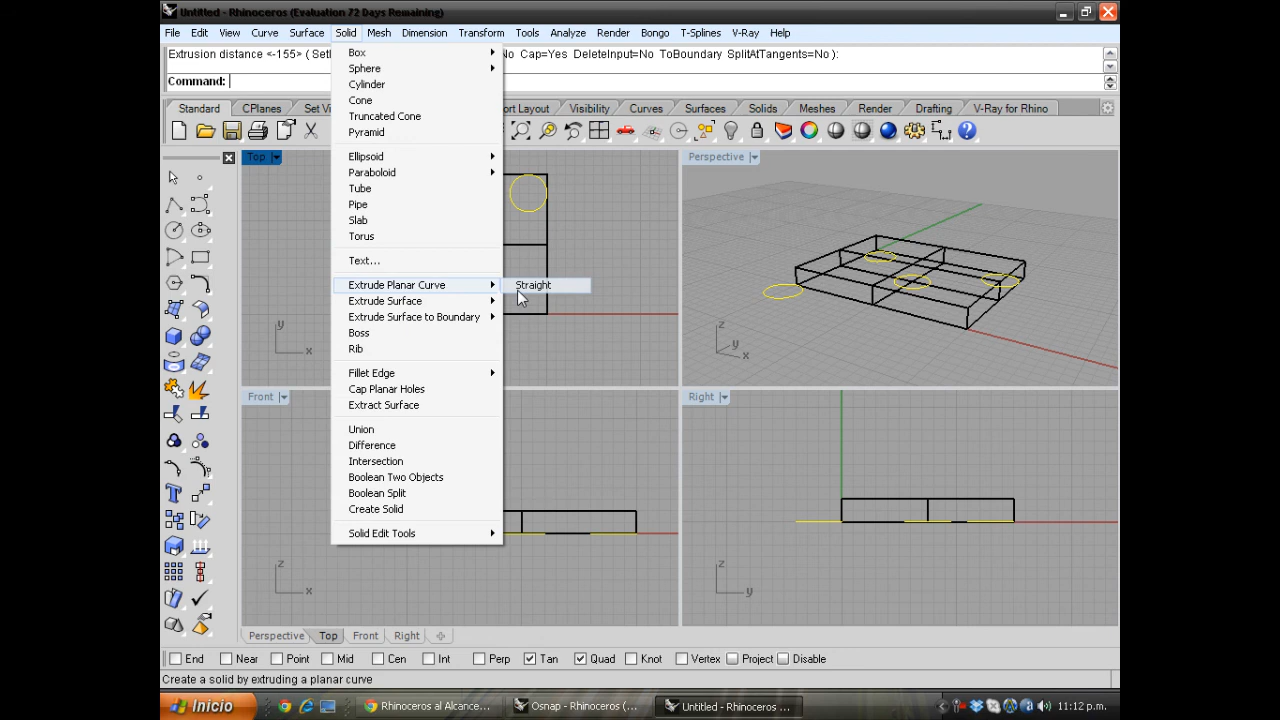 Untitled - Rhinoceros (Evaluation 72 Days Remaining)
File Edit View Curve Surface Solid Mesh Dimension Transform Tools Analyze Render Bongo T-Splines V-Ray Help
Extrusion distance <-155> ( Set
o Cap=Yes DeleteInput=No ToBoundary SplitAtTangents=No ):
Command:
Standard CPlanes Set Vi
ort Layout Visibility Curves Surfaces Solids Meshes Render Drafting V-Ray for Rhino
Box
Sphere
Cylinder
Cone
Truncated Cone
Pyramid
Ellipsoid
Paraboloid
Tube
Pipe
Slab
Torus
Text...
Extrude Planar Curve
Straight
Extrude Surface
Extrude Surface to Boundary
Boss
Rib
Fillet Edge
Cap Planar Holes
Extract Surface
Union
Difference
Intersection
Boolean Two Objects
Boolean Split
Create Solid
Solid Edit Tools
Top
y
x
Perspective
z
y
x
Front
z
x
Right
z
y
Perspective Top Front Right
End Near Point Mid Cen Int Perp Tan Quad Knot Vertex Project Disable
Create a solid by extruding a planar curve
Inicio
Rhinoceros al Alcance...
Osnap - Rhinoceros (...
Untitled - Rhinoceros ...
11:12 p.m.